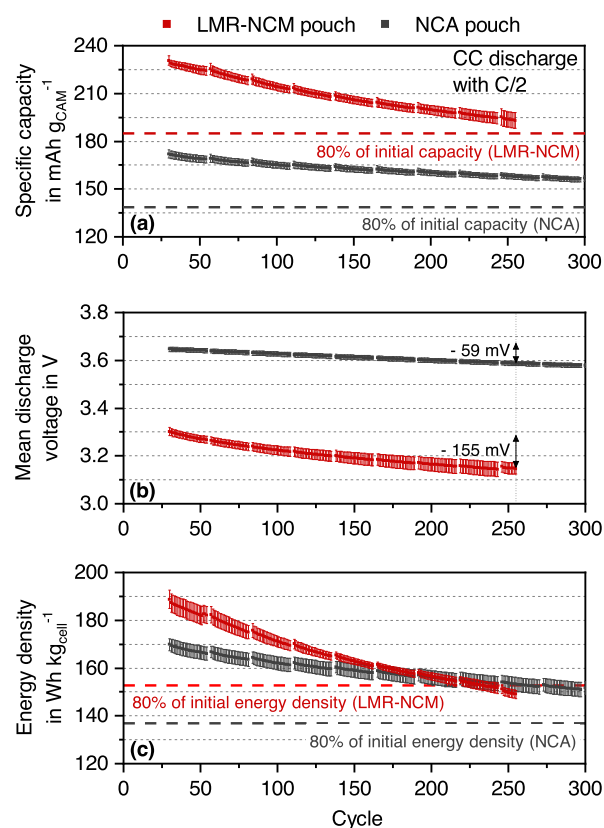 LMR-NCM pouch NCA pouch
240
210
180
150
120
Specific capacity
in mAh g_CAM^-1
CC discharge
with C/2
80% of initial capacity (LMR-NCM)
80% of initial capacity (NCA)
(a)
0 50 100 150 200 250 300
3.8
3.6
3.4
3.2
3.0
Mean discharge
voltage in V
- 59 mV
- 155 mV
(b)
0 50 100 150 200 250 300
200
180
160
140
120
Energy density
in Wh kg_cell^-1
80% of initial energy density (LMR-NCM)
80% of initial energy density (NCA)
(c)
0 50 100 150 200 250 300
Cycle